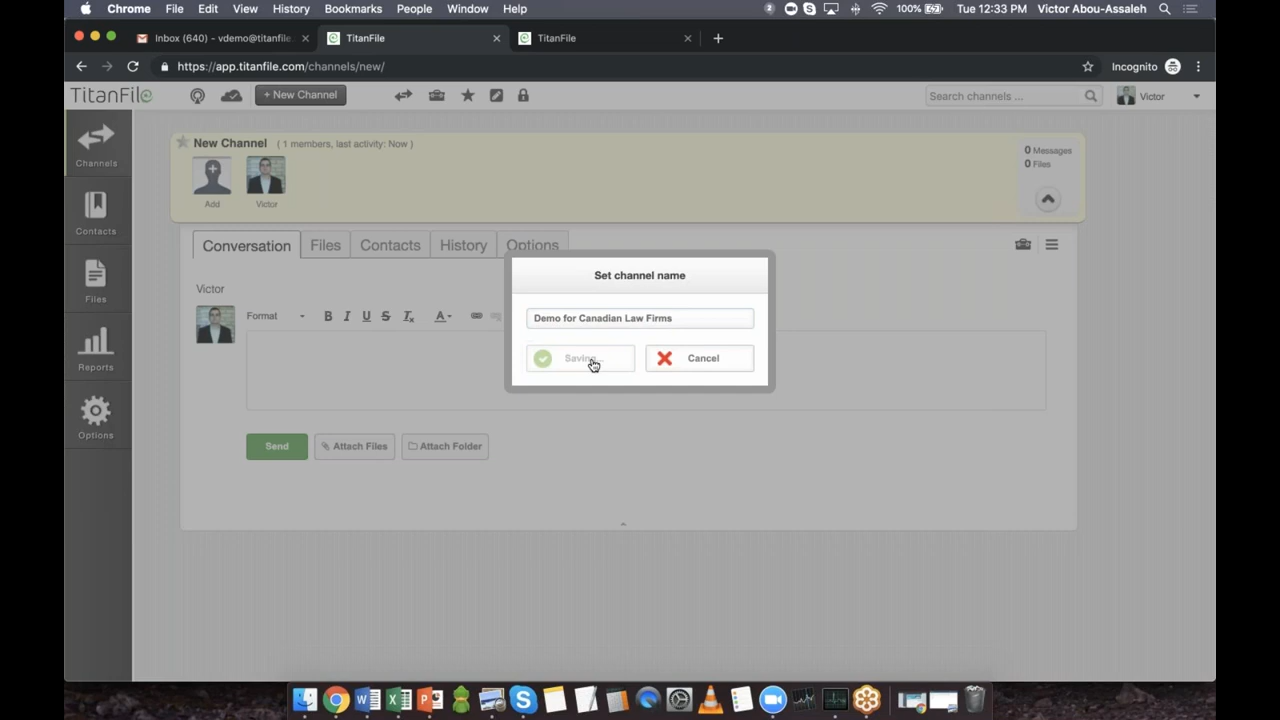 Chrome File Edit View History Bookmarks People Window Help 2 100% Tue 12:33 PM Victor Abou-Assaleh
Inbox (640) - vdemo@titanfile. TitanFile TitanFile
https://app.titanfile.com/channels/new/ Incognito
TitanFile + New Channel Search channels ... Victor
New Channel ( 1 members, last activity: Now )
0 Messages
0 Files
Add Victor
Channels
Contacts
Files
Reports
Options
Conversation Files Contacts History Options
Victor
Format B I U S Tx A
Set channel name
Demo for Canadian Law Firms
Saving... Cancel
Send Attach Files Attach Folder